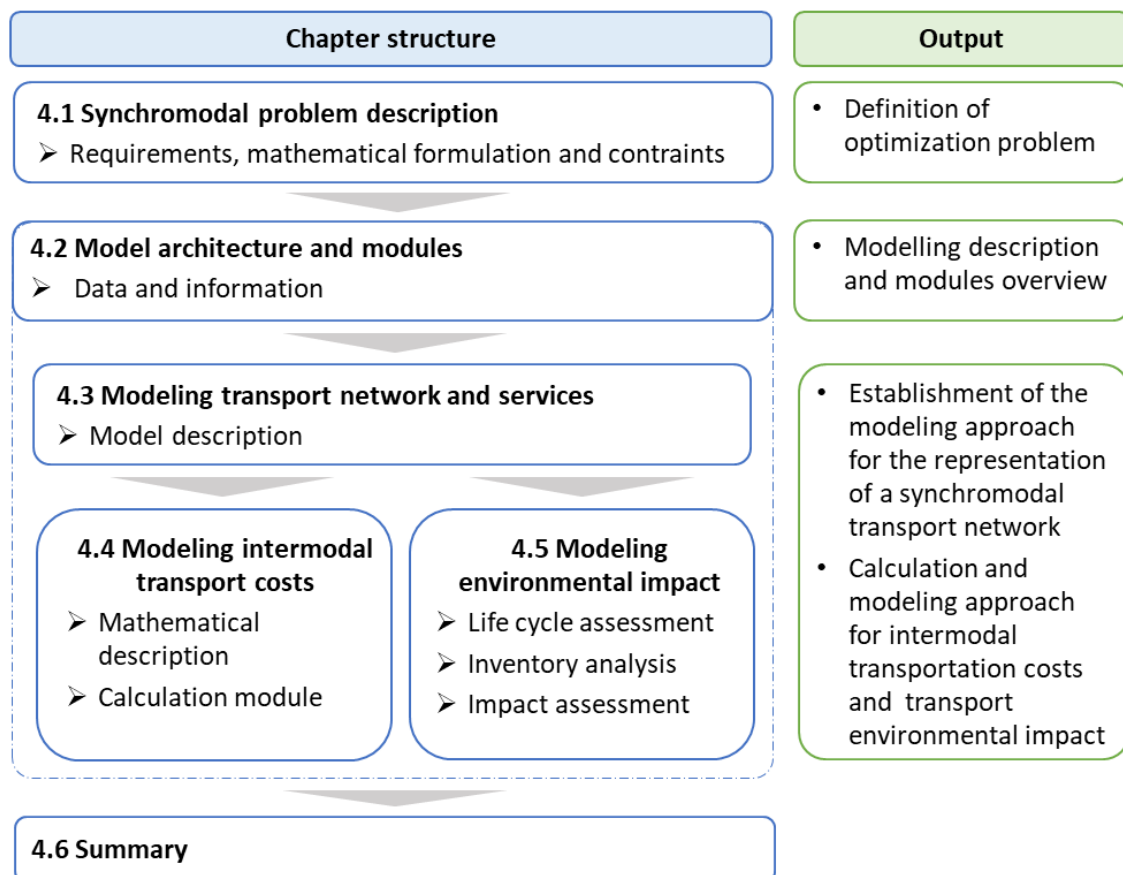 Chapter structure
Output
4.1 Synchromodal problem description
➢ Requirements, mathematical formulation and contraints
• Definition of
optimization problem
4.2 Model architecture and modules
➢ Data and information
• Modelling description
and modules overview
4.3 Modeling transport network and services
➢ Model description
4.4 Modeling intermodal
transport costs
➢ Mathematical
description
➢ Calculation module
4.5 Modeling
environmental impact
➢ Life cycle assessment
➢ Inventory analysis
➢ Impact assessment
• Establishment of the
modeling approach
for the representation
of a synchromodal
transport network
• Calculation and
modeling approach
for intermodal
transportation costs
and transport
environmental impact
4.6 Summary